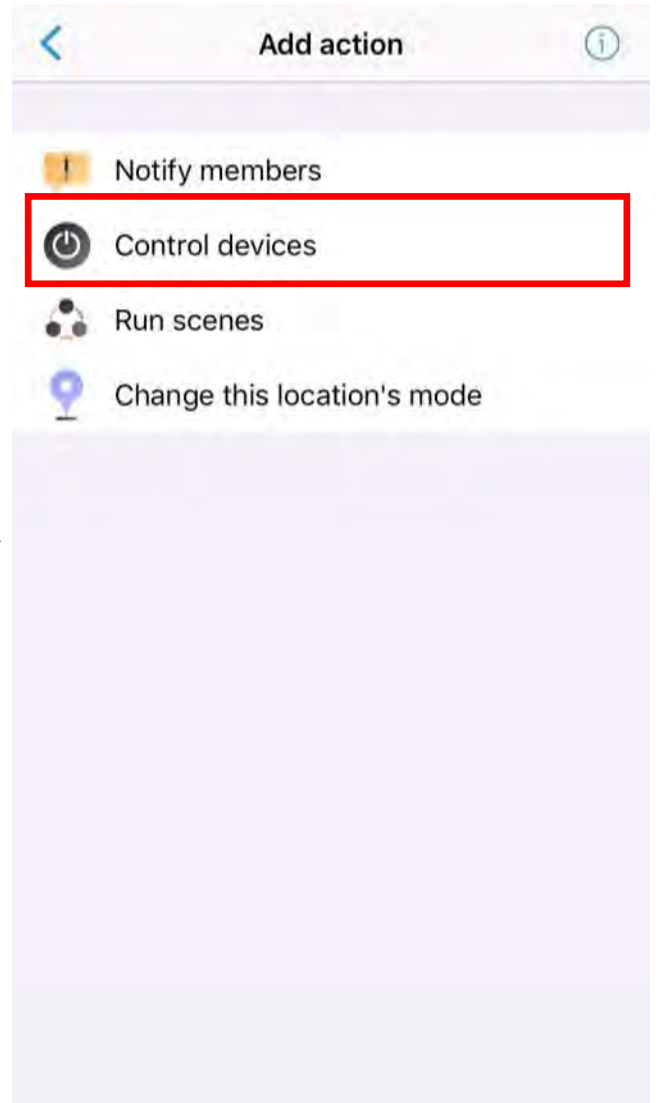 Add action
Notify members
Control devices
Run scenes
Change this location's mode